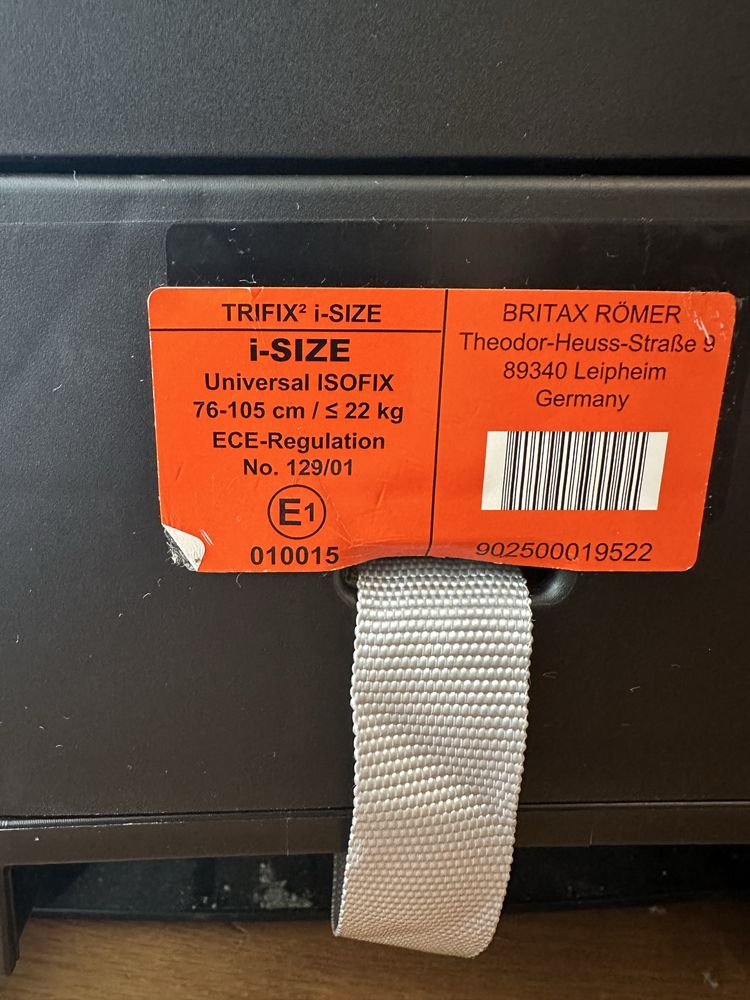 TRIFIX² i-SIZE
i-SIZE
Universal ISOFIX
76-105 cm / ≤ 22 kg
ECE-Regulation
No. 129/01
E1
010015
BRITAX RÖMER
Theodor-Heuss-Straße 9
89340 Leipheim
Germany
902500019522